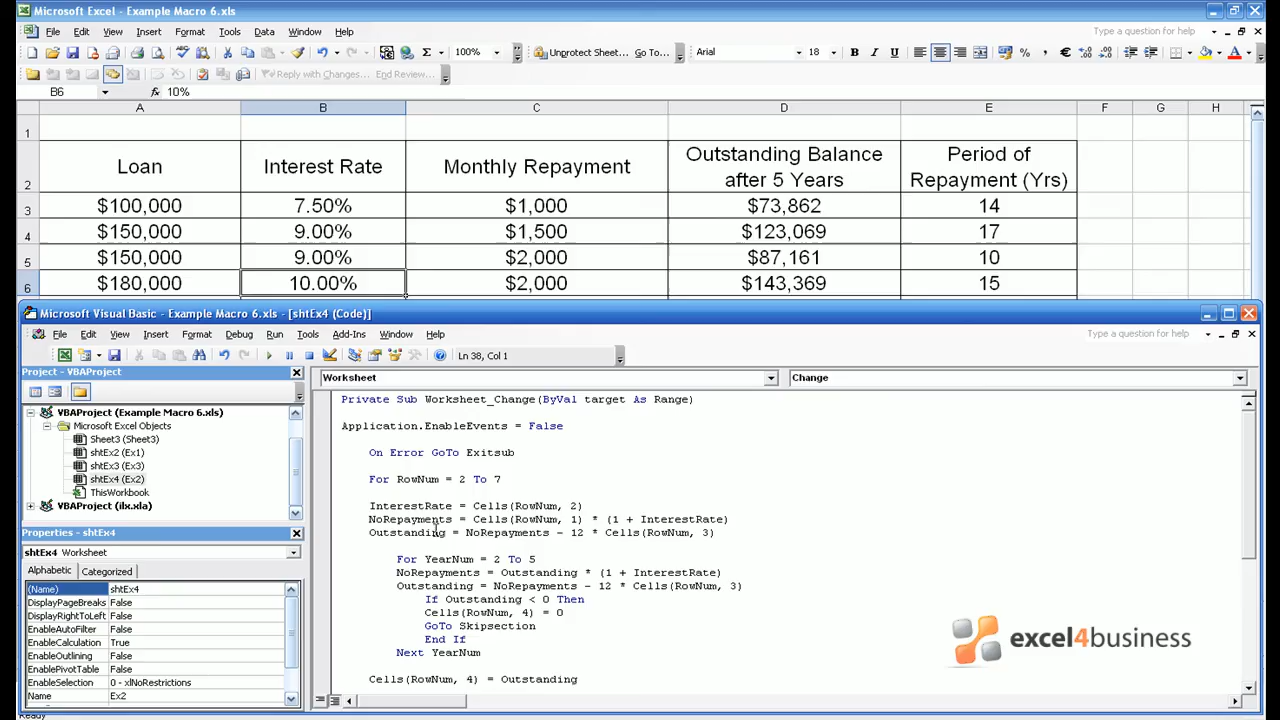 Microsoft Excel - Example Macro 6.xls
File Edit View Insert Format Tools Data Window Help Type a question for help
100% Unprotect Sheet... Go To... Arial 18 B I U
Reply with Changes... End Review...
B6 fx 10%
A B C D E F G H
1
2 Loan Interest Rate Monthly Repayment Outstanding Balance after 5 Years Period of Repayment (Yrs)
3 $100,000 7.50% $1,000 $73,862 14
4 $150,000 9.00% $1,500 $123,069 17
5 $150,000 9.00% $2,000 $87,161 10
6 $180,000 10.00% $2,000 $143,369 15
Microsoft Visual Basic - Example Macro 6.xls - [shtEx4 (Code)]
File Edit View Insert Format Debug Run Tools Add-Ins Window Help Type a question for help
Ln 38, Col 1
Project - VBAProject
VBAProject (Example Macro 6.xls)
Microsoft Excel Objects
Sheet3 (Sheet3)
shtEx2 (Ex1)
shtEx3 (Ex3)
shtEx4 (Ex2)
ThisWorkbook
VBAProject (ilx.xla)
Properties - shtEx4
shtEx4 Worksheet
Alphabetic Categorized
(Name) shtEx4
DisplayPageBreaks False
DisplayRightToLeft False
EnableAutoFilter False
EnableCalculation True
EnableOutlining False
EnablePivotTable False
EnableSelection 0 - xlNoRestrictions
Name Ex2
Worksheet Change
Private Sub Worksheet_Change(ByVal target As Range)
Application.EnableEvents = False
On Error GoTo Exitsub
For RowNum = 2 To 7
InterestRate = Cells(RowNum, 2)
NoRepayments = Cells(RowNum, 1) * (1 + InterestRate)
Outstanding = NoRepayments - 12 * Cells(RowNum, 3)
For YearNum = 2 To 5
NoRepayments = Outstanding * (1 + InterestRate)
Outstanding = NoRepayments - 12 * Cells(RowNum, 3)
If Outstanding < 0 Then
Cells(RowNum, 4) = 0
GoTo Skipsection
End If
Next YearNum
Cells(RowNum, 4) = Outstanding
excel4business
Ready